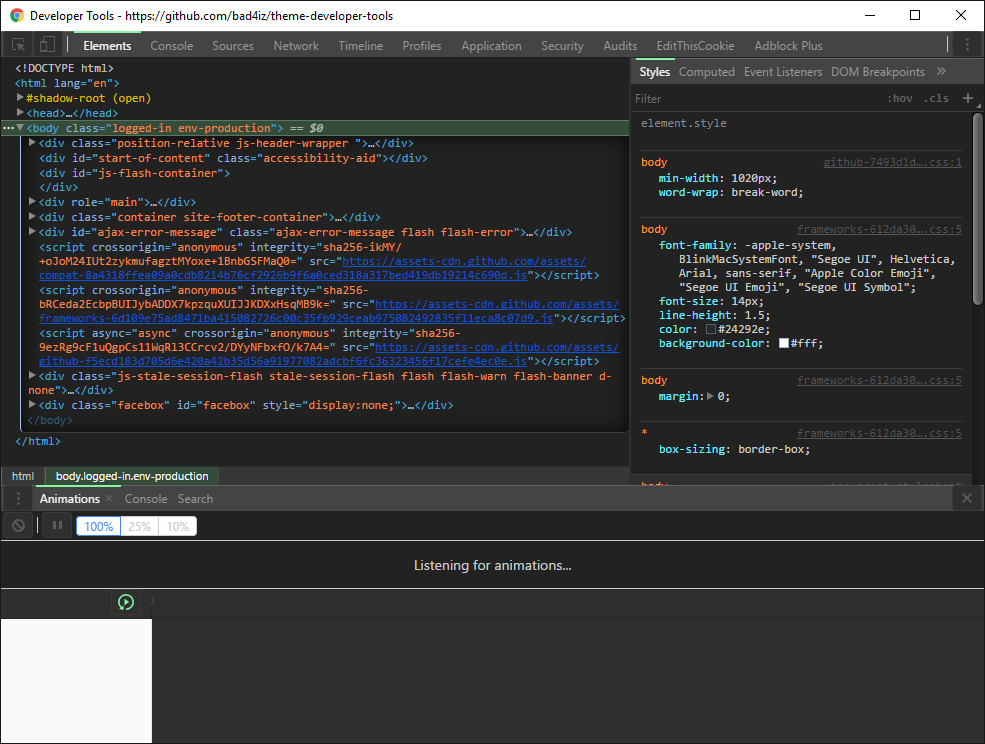 Developer Tools - https://github.com/bad4iz/theme-developer-tools
Elements Console Sources Network Timeline Profiles Application Security Audits EditThisCookie Adblock Plus
<!DOCTYPE html>
<html lang="en">
▶#shadow-root (open)
▶<head>…</head>
…▼<body class="logged-in env-production"> == $0
▶<div class="position-relative js-header-wrapper ">…</div>
<div id="start-of-content" class="accessibility-aid"></div>
<div id="js-flash-container">
</div>
▶<div role="main">…</div>
▶<div class="container site-footer-container">…</div>
▶<div id="ajax-error-message" class="ajax-error-message flash flash-error">…</div>
<script crossorigin="anonymous" integrity="sha256-ikMY/
+oJoM24IUt2zykmufagztMYoxe+1BnbGSFMaQ0=" src="https://assets-cdn.github.com/assets/
compat-8a4318ffea09a0cdb8214b76cf2926b9f6a0ced318a317bed419db19214c690d.js"></script>
<script crossorigin="anonymous" integrity="sha256-
bRCeda2EcbpBUIJybADDX7kpzquXUIJJKDXxHsqMB9k=" src="https://assets-cdn.github.com/assets/
frameworks-6d109e75ad8471ba415082726c00c35fb929ceab975082492835f11eca8c07d9.js"></script>
<script async="async" crossorigin="anonymous" integrity="sha256-
9ezRg9cF1uQgpCs11WqRl3CCrcv2/DYyNFbxfO/k7A4=" src="https://assets-cdn.github.com/assets/
github-f5ecd183d705d6e420a42b35d56a91977082adcbf6fc36323456f17cefe4ec0e.js"></script>
▶<div class="js-stale-session-flash stale-session-flash flash flash-warn flash-banner d-
none">…</div>
▶<div class="facebox" id="facebox" style="display:none;">…</div>
</body>
</html>
html body.logged-in.env-production
Styles Computed Event Listeners DOM Breakpoints »
Filter :hov .cls +
element.style
body github-7493d1d….css:1
min-width: 1020px;
word-wrap: break-word;
body frameworks-612da30….css:5
font-family: -apple-system,
BlinkMacSystemFont, "Segoe UI", Helvetica,
Arial, sans-serif, "Apple Color Emoji",
"Segoe UI Emoji", "Segoe UI Symbol";
font-size: 14px;
line-height: 1.5;
color: #24292e;
background-color: #fff;
body frameworks-612da30….css:5
margin:▶0;
* frameworks-612da30….css:5
box-sizing: border-box;
Animations × Console Search
100% 25% 10%
Listening for animations...